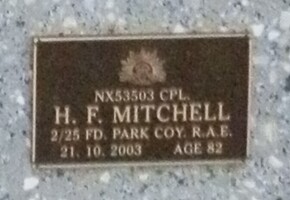 NX53503 CPL.
H. F. MITCHELL
2/25 FD. PARK COY. R.A.E.
21. 10. 2003 AGE 82